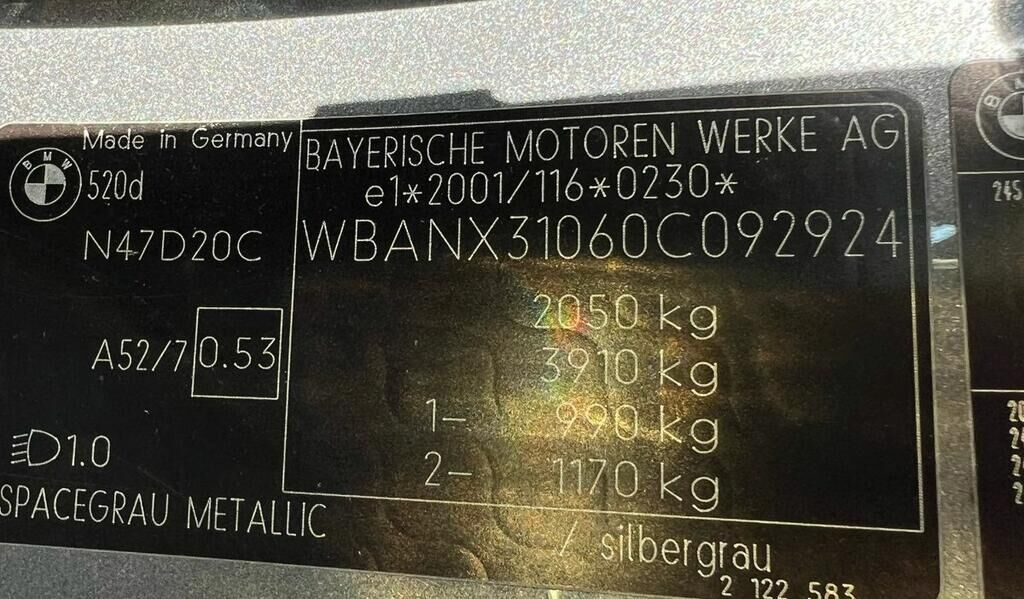 Made in Germany
BMW
520d
N47D20C
A52/7 0.53
1.0
SPACEGRAU METALLIC
BAYERISCHE MOTOREN WERKE AG
e1*2001/116*0230*
WBANX31060C092924
2050 kg
3910 kg
1- 990 kg
2- 1170 kg
/ silbergrau
2 122 583
245